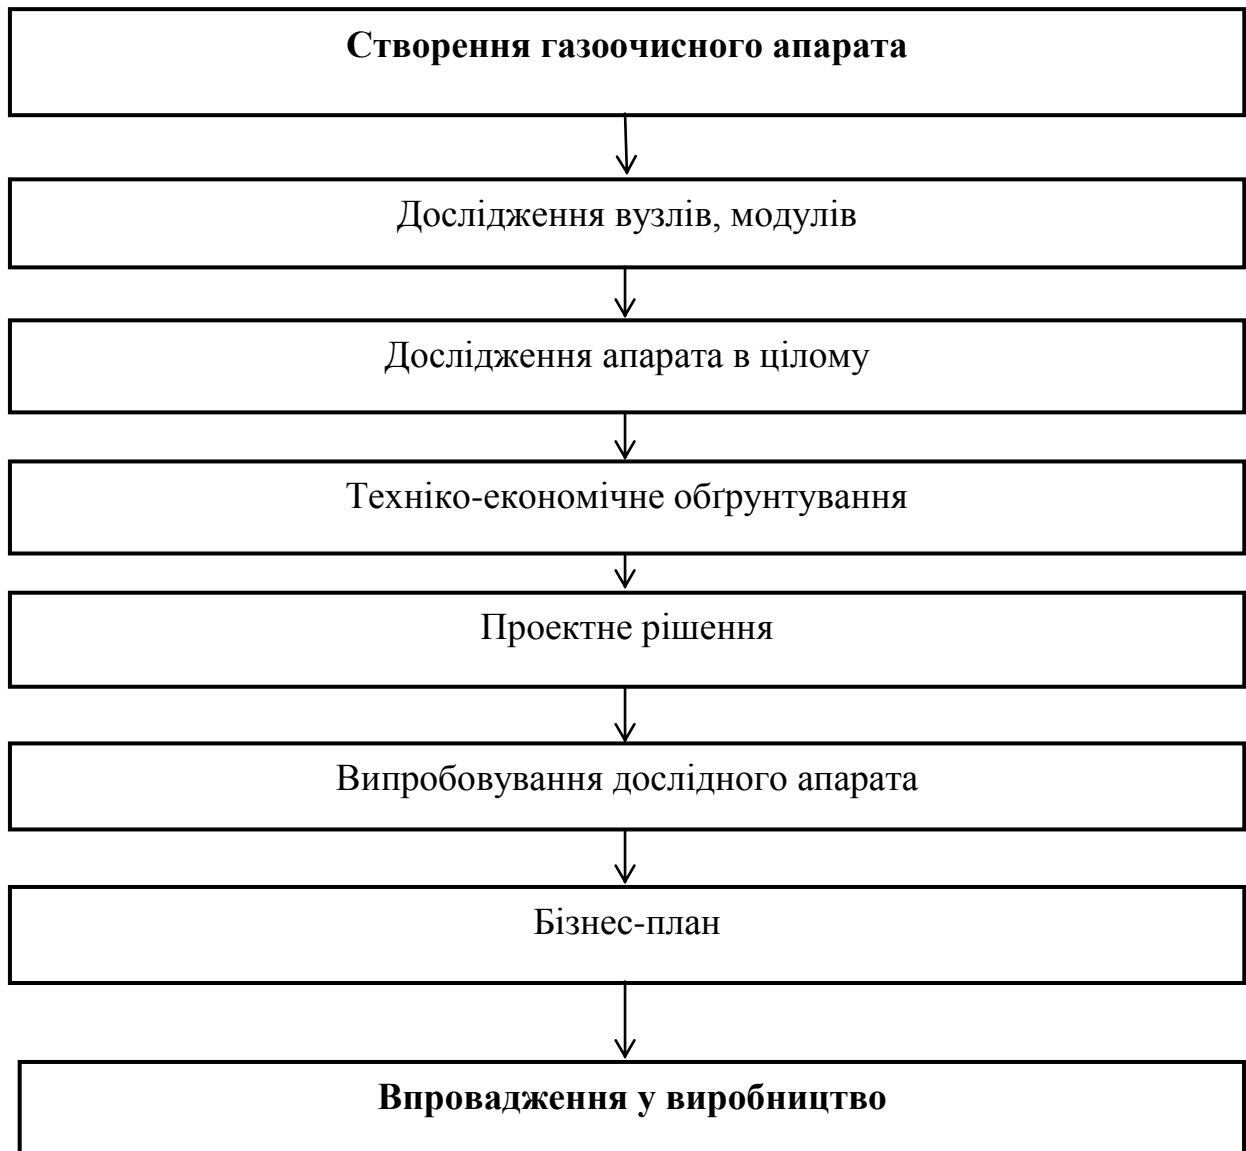 Створення газоочисного апарата
Дослідження вузлів, модулів
Дослідження апарата в цілому
Техніко-економічне обґрунтування
Проектне рішення
Випробовування дослідного апарата
Бізнес-план
Впровадження у виробництво